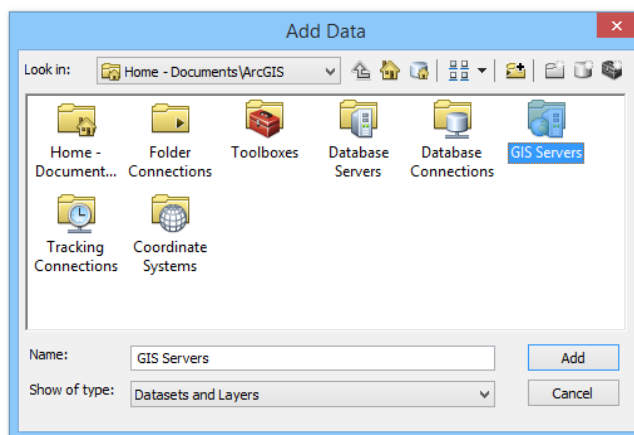 Add Data
Look in:
Home - Documents\ArcGIS
Home - Document...
Folder Connections
Toolboxes
Database Servers
Database Connections
GIS Servers
Tracking Connections
Coordinate Systems
Name:
GIS Servers
Add
Show of type:
Datasets and Layers
Cancel